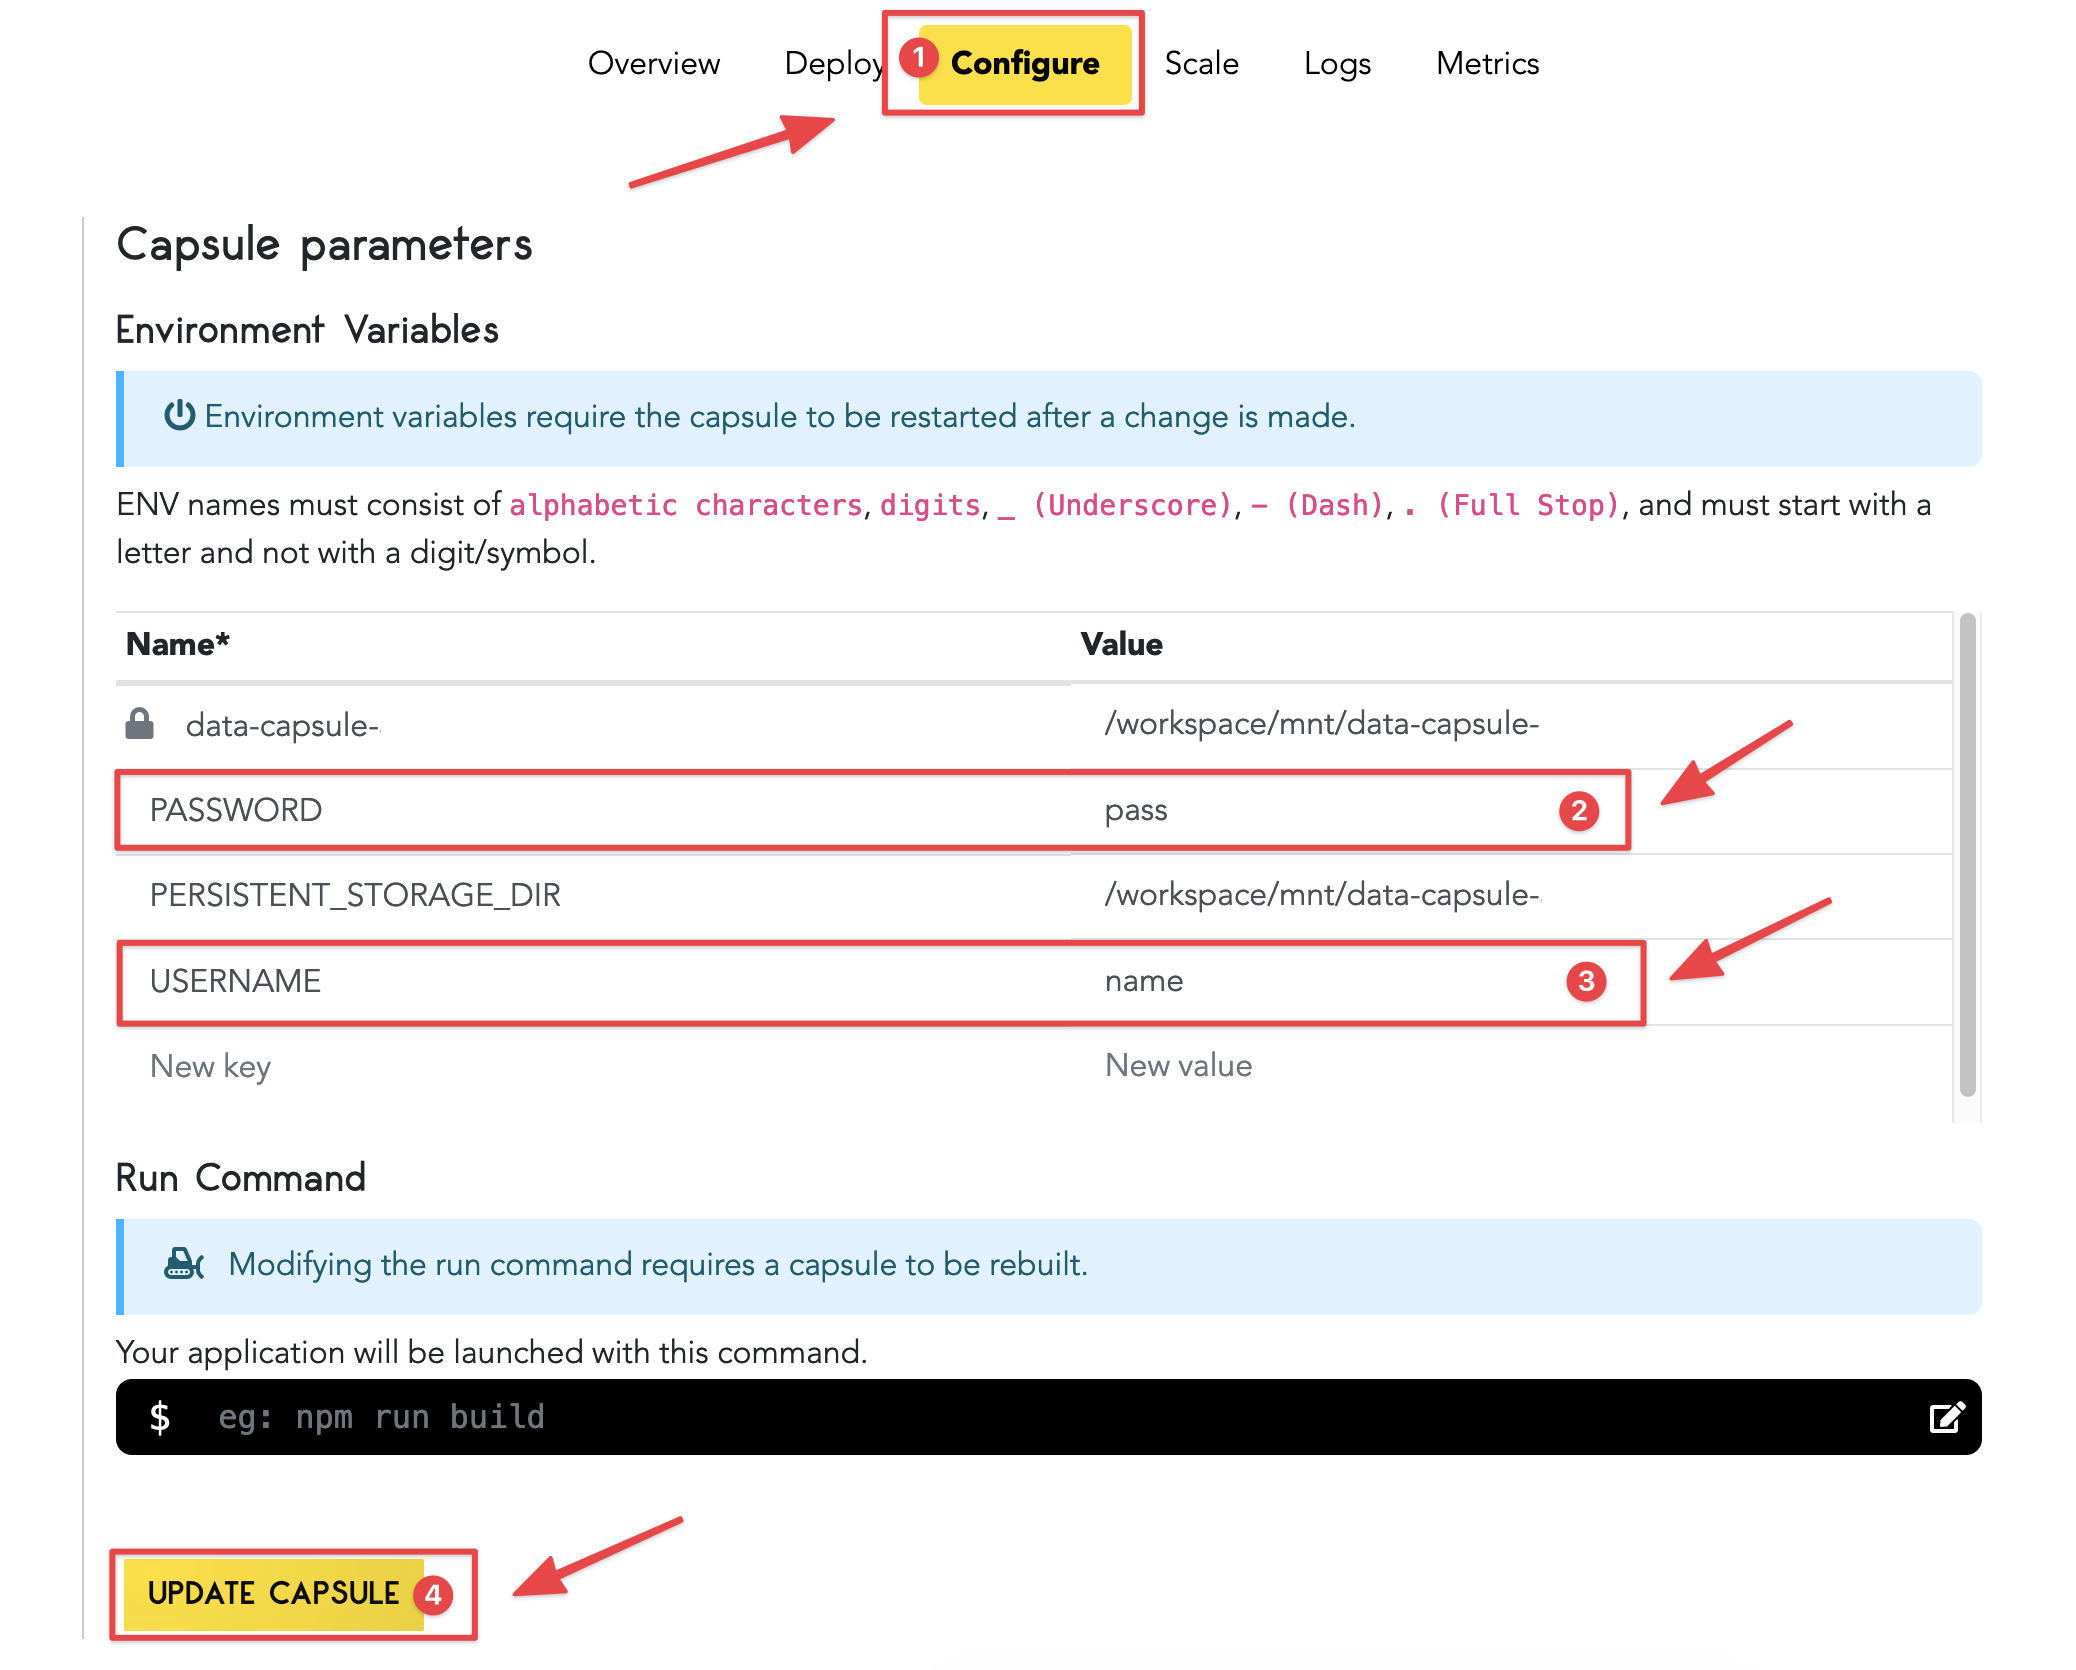 Overview Deploy 1 Configure Scale Logs Metrics
Capsule parameters
Environment Variables
Environment variables require the capsule to be restarted after a change is made.
ENV names must consist of alphabetic characters, digits, _ (Underscore), - (Dash), . (Full Stop), and must start with a
letter and not with a digit/symbol.
Name* Value
data-capsule- /workspace/mnt/data-capsule-
PASSWORD pass 2
PERSISTENT_STORAGE_DIR /workspace/mnt/data-capsule-
USERNAME name 3
New key New value
Run Command
Modifying the run command requires a capsule to be rebuilt.
Your application will be launched with this command.
$ eg: npm run build
UPDATE CAPSULE 4